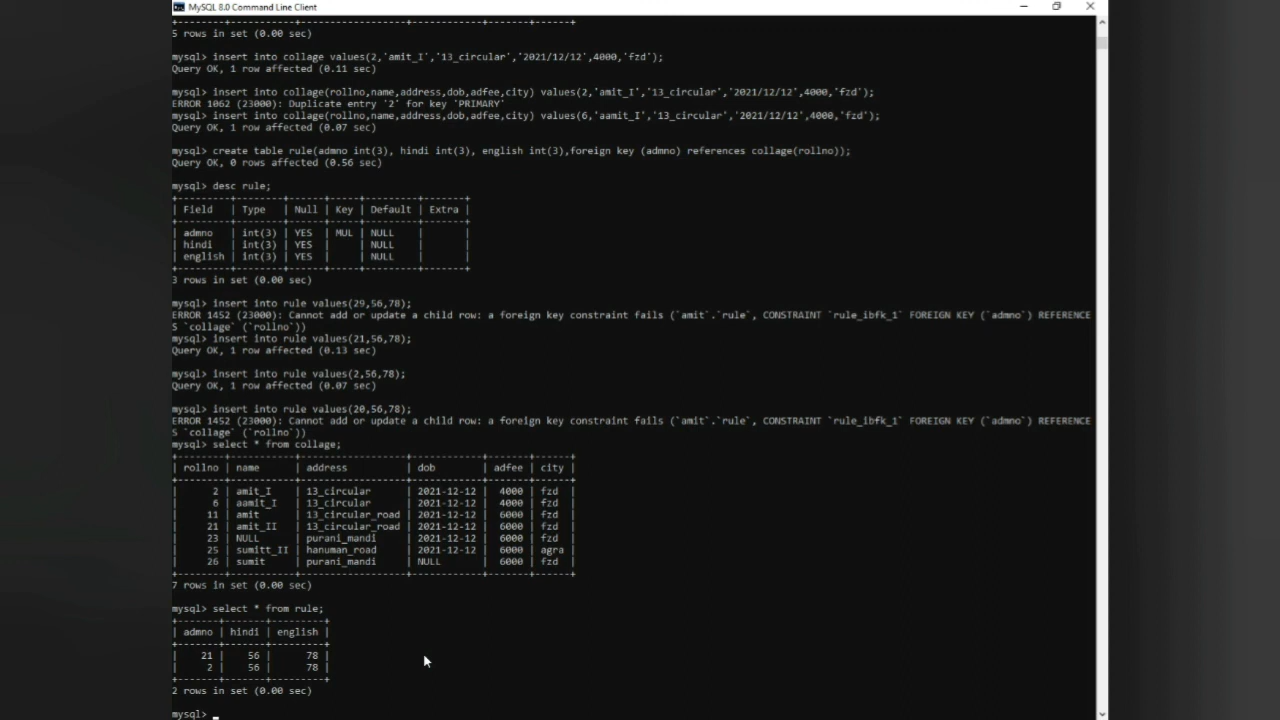 MySQL 8.0 Command Line Client
+--------+-----------+------------------+------------+-------+------+
5 rows in set (0.00 sec)
mysql> insert into collage values(2,'amit_I','13_circular','2021/12/12',4000,'fzd');
Query OK, 1 row affected (0.11 sec)
mysql> insert into collage(rollno,name,address,dob,adfee,city) values(2,'amit_I','13_circular','2021/12/12',4000,'fzd');
ERROR 1062 (23000): Duplicate entry '2' for key 'PRIMARY'
mysql> insert into collage(rollno,name,address,dob,adfee,city) values(6,'aamit_I','13_circular','2021/12/12',4000,'fzd');
Query OK, 1 row affected (0.07 sec)
mysql> create table rule(admno int(3), hindi int(3), english int(3),foreign key (admno) references collage(rollno));
Query OK, 0 rows affected (0.56 sec)
mysql> desc rule;
+---------+--------+------+-----+---------+-------+
| Field | Type | Null | Key | Default | Extra |
+---------+--------+------+-----+---------+-------+
| admno | int(3) | YES | MUL | NULL | |
| hindi | int(3) | YES | | NULL | |
| english | int(3) | YES | | NULL | |
+---------+--------+------+-----+---------+-------+
3 rows in set (0.00 sec)
mysql> insert into rule values(29,56,78);
ERROR 1452 (23000): Cannot add or update a child row: a foreign key constraint fails (`amit`.`rule`, CONSTRAINT `rule_ibfk_1` FOREIGN KEY (`admno`) REFERENCE
S `collage` (`rollno`))
mysql> insert into rule values(21,56,78);
Query OK, 1 row affected (0.13 sec)
mysql> insert into rule values(2,56,78);
Query OK, 1 row affected (0.07 sec)
mysql> insert into rule values(20,56,78);
ERROR 1452 (23000): Cannot add or update a child row: a foreign key constraint fails (`amit`.`rule`, CONSTRAINT `rule_ibfk_1` FOREIGN KEY (`admno`) REFERENCE
S `collage` (`rollno`))
mysql> select * from collage;
+--------+-----------+------------------+------------+-------+------+
| rollno | name | address | dob | adfee | city |
+--------+-----------+------------------+------------+-------+------+
| 2 | amit_I | 13_circular | 2021-12-12 | 4000 | fzd |
| 6 | aamit_I | 13_circular | 2021-12-12 | 4000 | fzd |
| 11 | amit | 13_circular_road | 2021-12-12 | 6000 | fzd |
| 21 | amit_II | 13_circular_road | 2021-12-12 | 6000 | fzd |
| 23 | NULL | purani_mandi | 2021-12-12 | 6000 | fzd |
| 25 | sumitt_II | hanuman_road | 2021-12-12 | 6000 | agra |
| 26 | sumit | purani_mandi | NULL | 6000 | fzd |
+--------+-----------+------------------+------------+-------+------+
7 rows in set (0.00 sec)
mysql> select * from rule;
+-------+-------+---------+
| admno | hindi | english |
+-------+-------+---------+
| 21 | 56 | 78 |
| 2 | 56 | 78 |
+-------+-------+---------+
2 rows in set (0.00 sec)
mysql> _